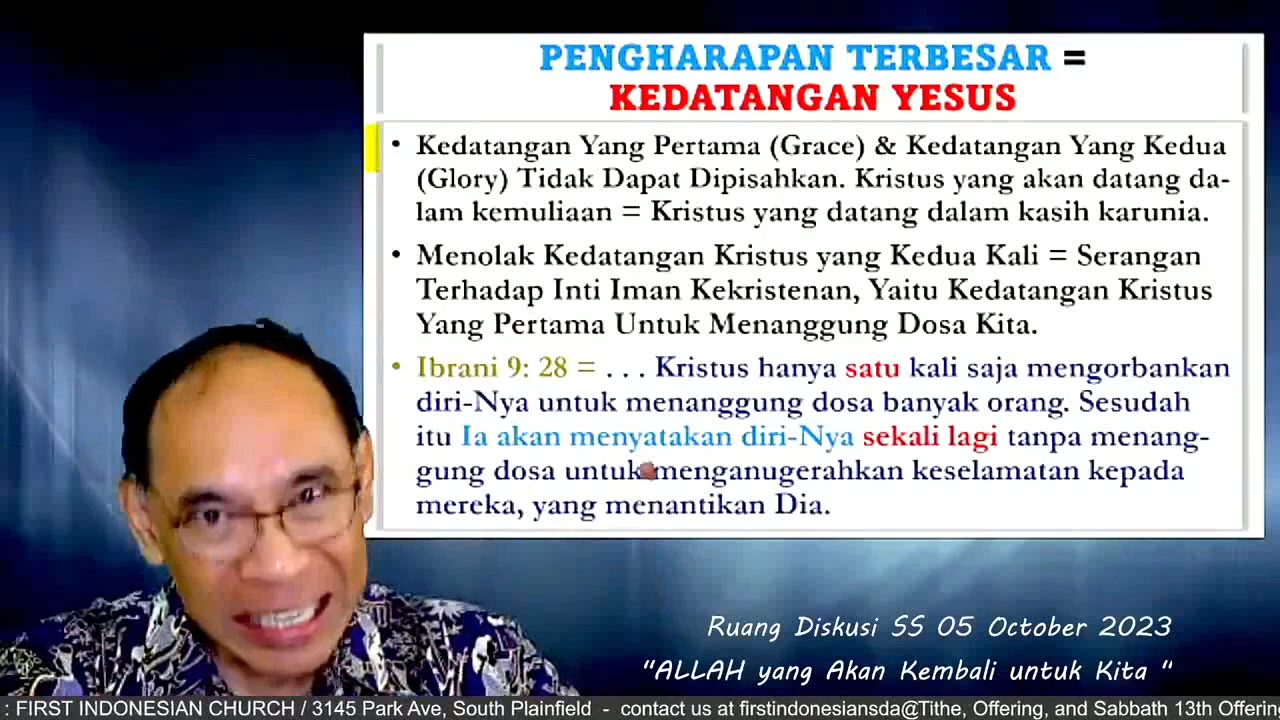 PENGHARAPAN TERBESAR =
KEDATANGAN YESUS
• Kedatangan Yang Pertama (Grace) & Kedatangan Yang Kedua
(Glory) Tidak Dapat Dipisahkan. Kristus yang akan datang da-
lam kemuliaan = Kristus yang datang dalam kasih karunia.
• Menolak Kedatangan Kristus yang Kedua Kali = Serangan
Terhadap Inti Iman Kekristenan, Yaitu Kedatangan Kristus
Yang Pertama Untuk Menanggung Dosa Kita.
• Ibrani 9: 28 = . . . Kristus hanya satu kali saja mengorbankan
diri-Nya untuk menanggung dosa banyak orang. Sesudah
itu Ia akan menyatakan diri-Nya sekali lagi tanpa menang-
gung dosa untuk menganugerahkan keselamatan kepada
mereka, yang menantikan Dia.
Ruang Diskusi SS 05 October 2023
"ALLAH yang Akan Kembali untuk Kita "
: FIRST INDONESIAN CHURCH / 3145 Park Ave, South Plainfield - contact us at firstindonesiansda@Tithe, Offering, and Sabbath 13th Offering